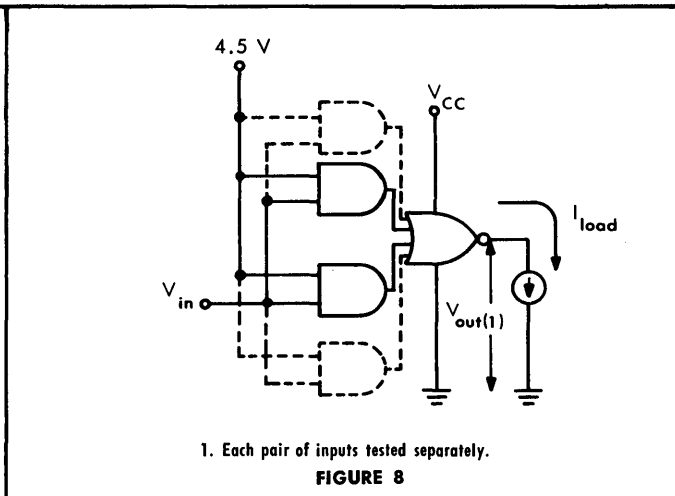 4.5 V
V_CC
I_load
V_in
V_out(1)
1. Each pair of inputs tested separately.
FIGURE 8